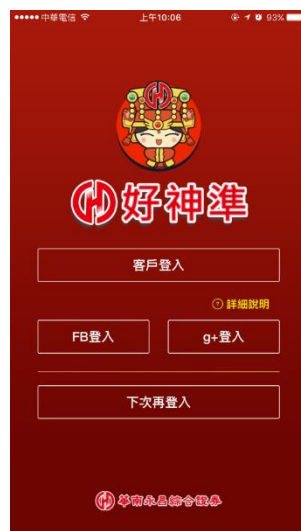 中華電信 上午10:06 93%
好神準
客戶登入
? 詳細說明
FB登入 g+登入
下次再登入
華南永昌綜合證券